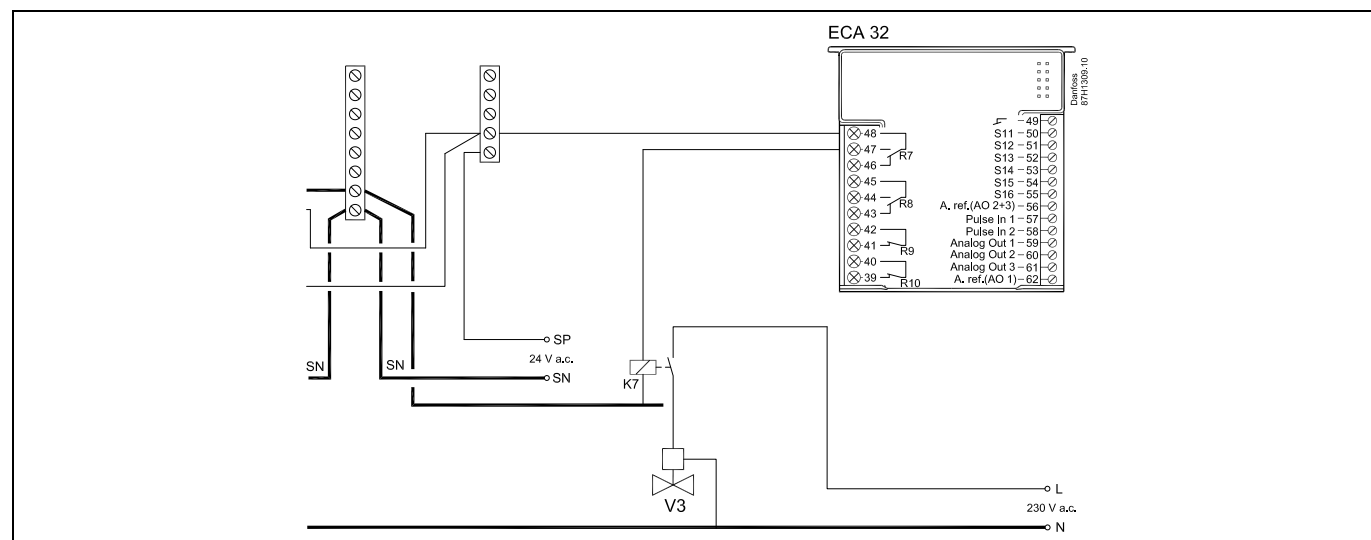 ECA 32
Danfoss
87H1309.10
48
47
46
R7
45
44
43
R8
42
41
R9
40
39
R10
49
S11 - 50
S12 - 51
S13 - 52
S14 - 53
S15 - 54
S16 - 55
A. ref.(AO 2+3) - 56
Pulse In 1 - 57
Pulse In 2 - 58
Analog Out 1 - 59
Analog Out 2 - 60
Analog Out 3 - 61
A. ref.(AO 1) - 62
SP
24 V a.c.
SN
SN
SN
K7
V3
L
230 V a.c.
N